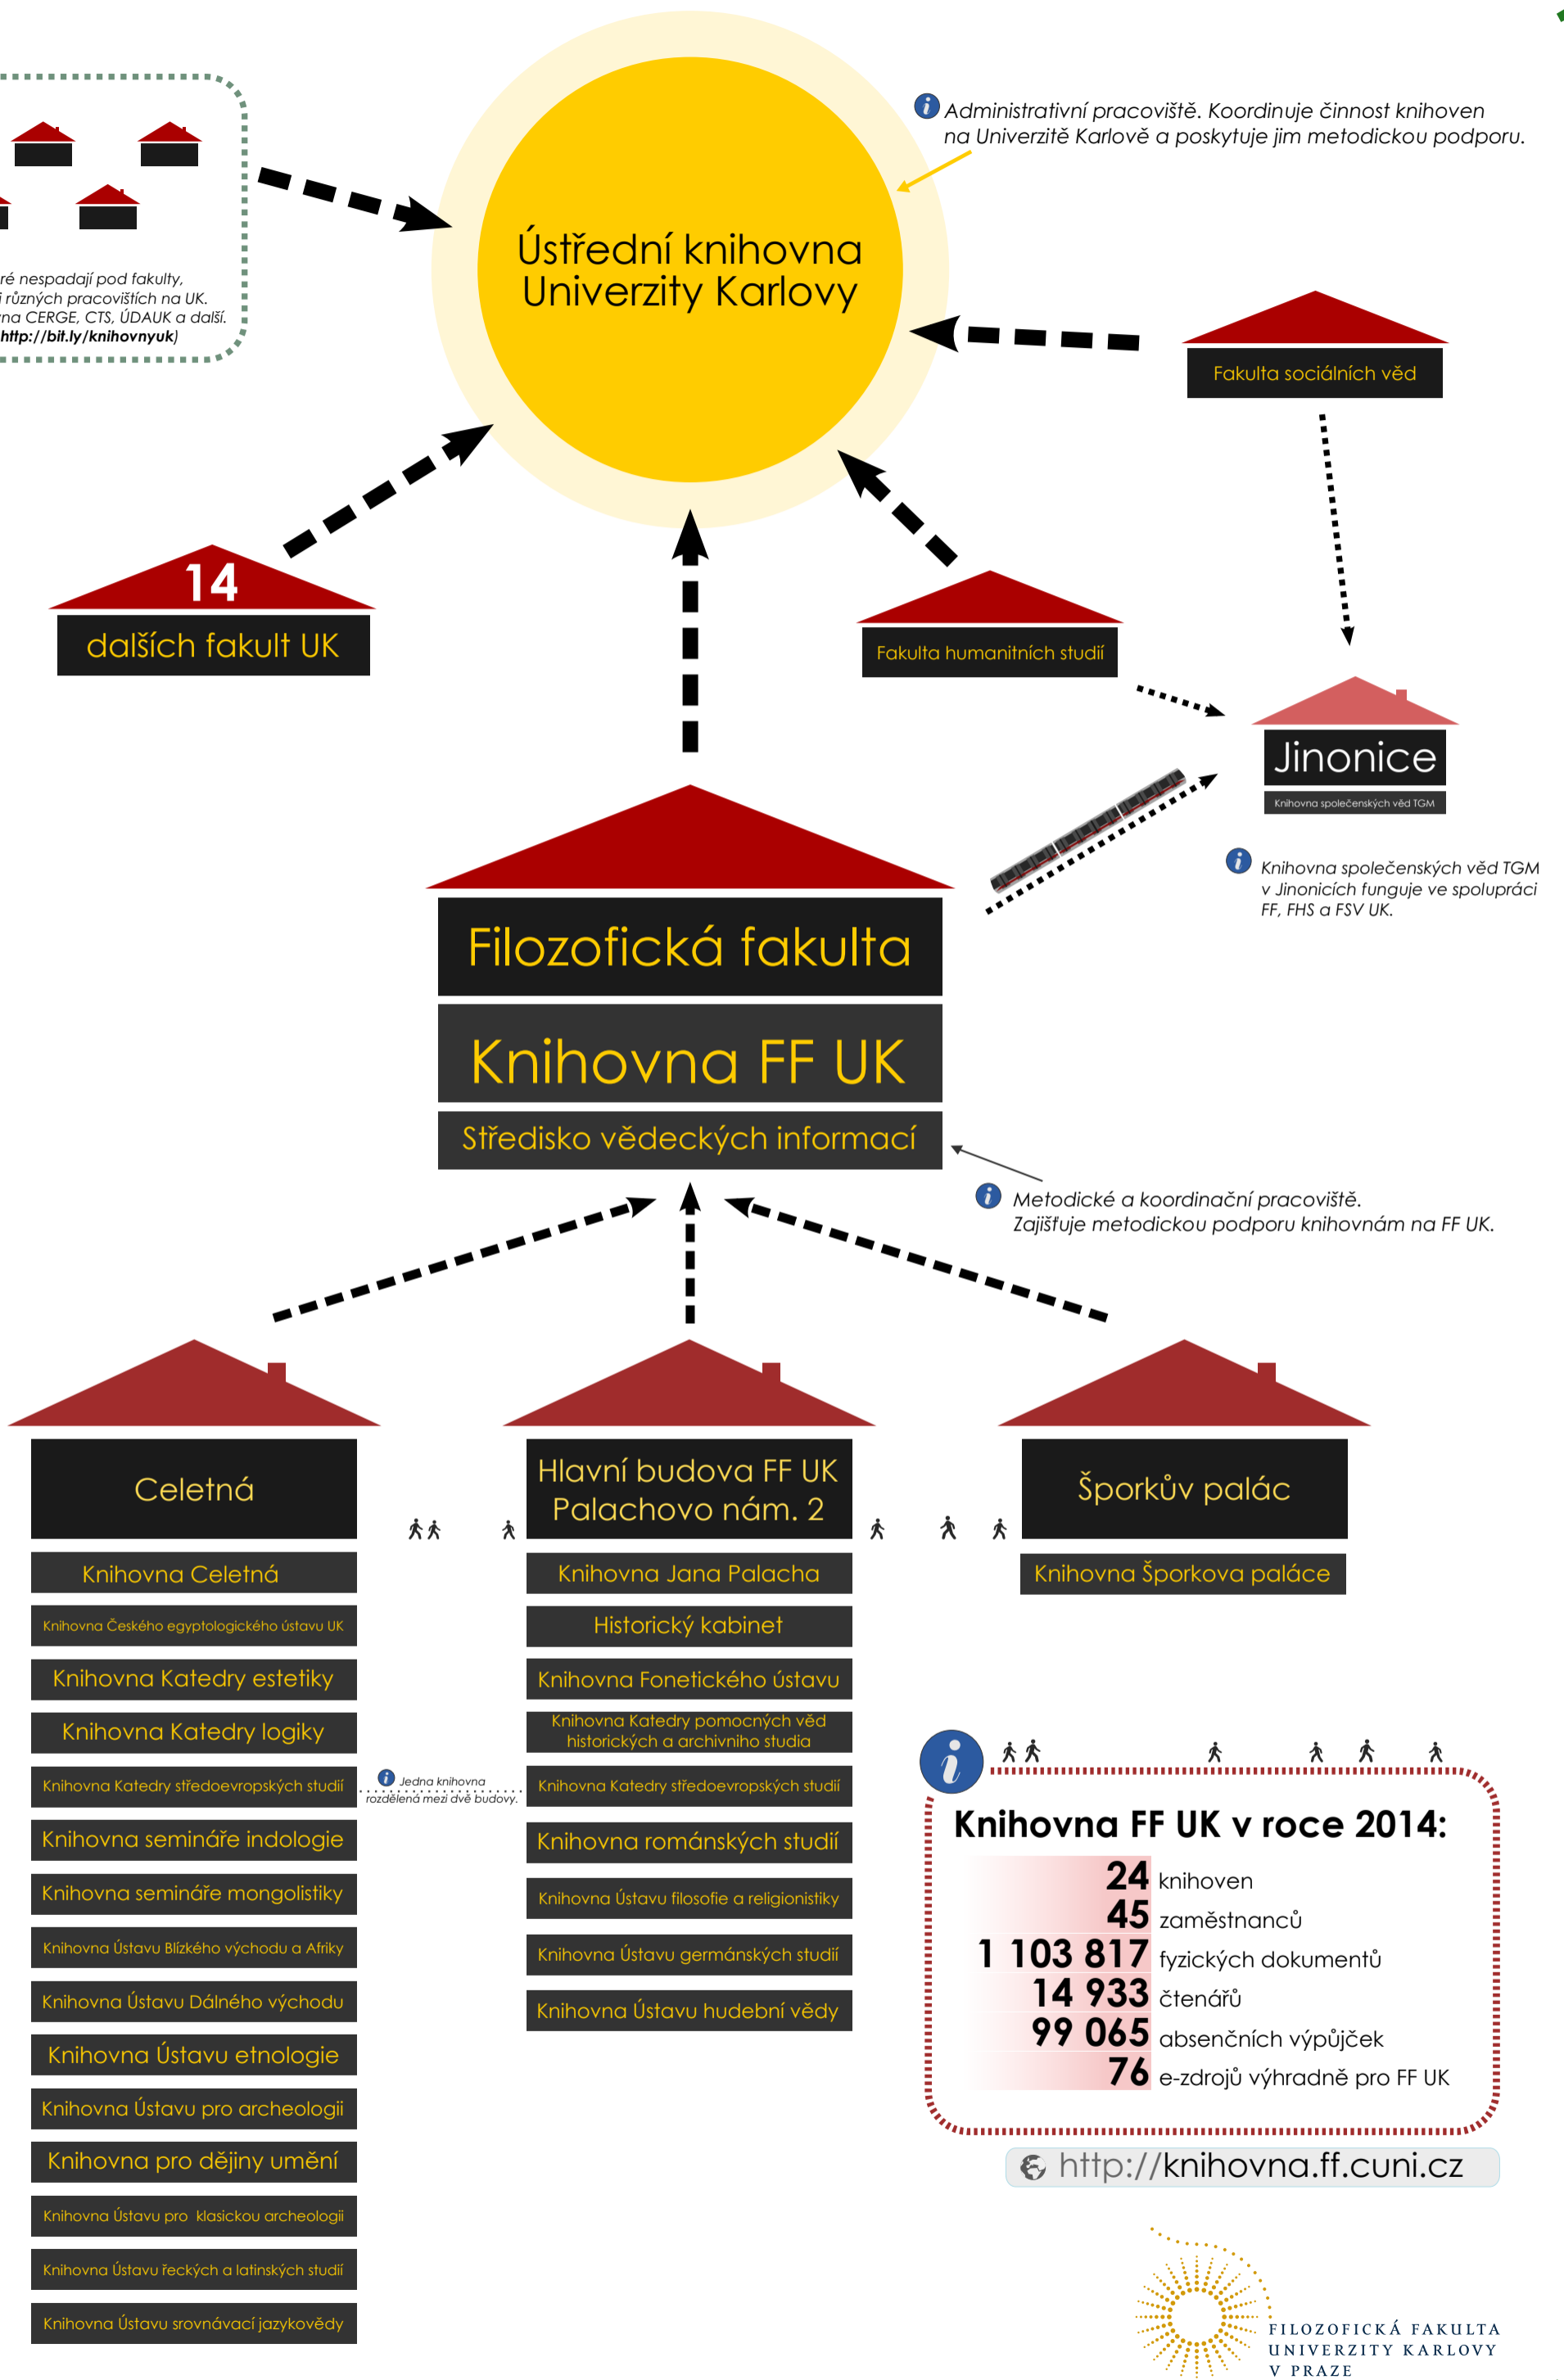 Administrativní pracoviště. Koordinuje činnost knihoven
na Univerzitě Karlově a poskytuje jim metodickou podporu.
Ústřední knihovna
Univerzity Karlovy
nespadají pod fakulty,
různých pracovištích na UK.
CERGE, CTS, ÚDAUK a další.
http://bit.ly/knihovnyuk)
Fakulta sociálních věd
14
dalších fakult UK
Fakulta humanitních studií
Jinonice
Knihovna společenských věd TGM
Knihovna společenských věd TGM
v Jinonicích funguje ve spolupráci
FF, FHS a FSV UK.
Filozofická fakulta
Knihovna FF UK
Středisko vědeckých informací
Metodické a koordinační pracoviště.
Zajišťuje metodickou podporu knihovnám na FF UK.
Celetná
Knihovna Celetná
Knihovna Českého egyptologického ústavu UK
Knihovna Katedry estetiky
Knihovna Katedry logiky
Knihovna Katedry středoevropských studií
Knihovna semináře indologie
Knihovna semináře mongolistiky
Knihovna Ústavu Blízkého východu a Afriky
Knihovna Ústavu Dálného východu
Knihovna Ústavu etnologie
Knihovna Ústavu pro archeologii
Knihovna pro dějiny umění
Knihovna Ústavu pro klasickou archeologii
Knihovna Ústavu řeckých a latinských studií
Knihovna Ústavu srovnávací jazykovědy
Jedna knihovna
rozdělená mezi dvě budovy.
Hlavní budova FF UK
Palachovo nám. 2
Knihovna Jana Palacha
Historický kabinet
Knihovna Fonetického ústavu
Knihovna Katedry pomocných věd
historických a archivniho studia
Knihovna Katedry středoevropských studií
Knihovna románských studií
Knihovna Ústavu filosofie a religionistiky
Knihovna Ústavu germánských studií
Knihovna Ústavu hudební vědy
Šporkův palác
Knihovna Šporkova paláce
Knihovna FF UK v roce 2014:
24 knihoven
45 zaměstnanců
1 103 817 fyzických dokumentů
14 933 čtenářů
99 065 absenčních výpůjček
76 e-zdrojů výhradně pro FF UK
http://knihovna.ff.cuni.cz
FILOZOFICKÁ FAKULTA
UNIVERZITY KARLOVY
V PRAZE